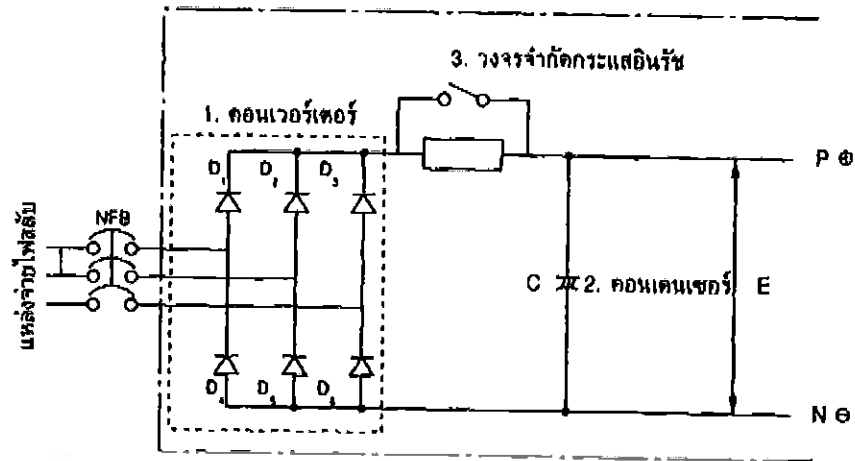 3. วงจรจำกัดกระแสอินรัช
1. คอนเวอร์เตอร์
D₁ D₂ D₃
P ⊕
NFB
แหล่งจ่ายไฟสลับ
C 2. คอนเดนเซอร์ E
D₄ D₅ D₆
N ⊖